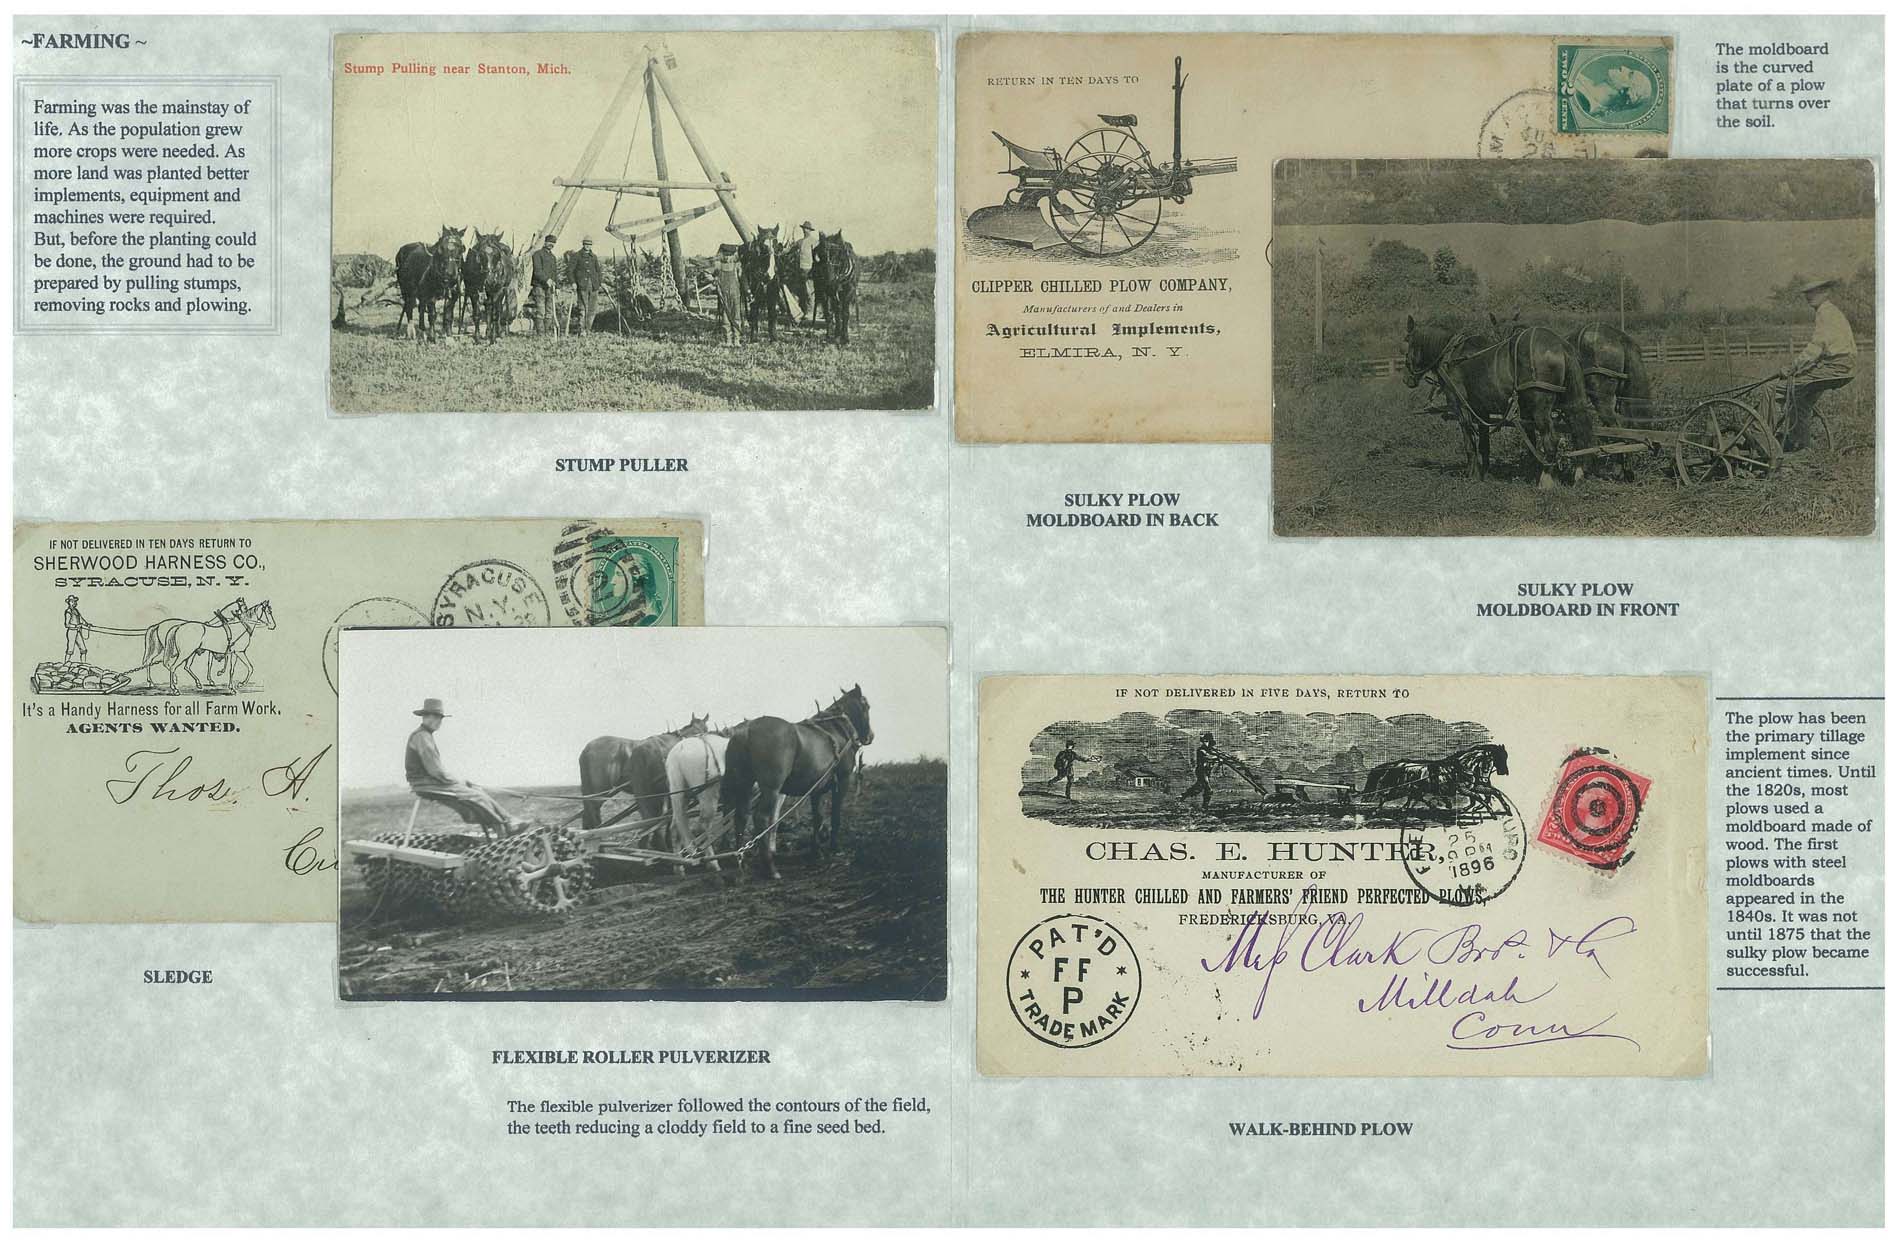 ~FARMING ~
Farming was the mainstay of
life. As the population grew
more crops were needed. As
more land was planted better
implements, equipment and
machines were required.
But, before the planting could
be done, the ground had to be
prepared by pulling stumps,
removing rocks and plowing.
Stump Pulling near Stanton, Mich.
STUMP PULLER
RETURN IN TEN DAYS TO
CLIPPER CHILLED PLOW COMPANY,
Manufacturers of and Dealers in
Agricultural Implements,
ELMIRA, N. Y.
TWO 2 CENTS
The moldboard
is the curved
plate of a plow
that turns over
the soil.
SULKY PLOW
MOLDBOARD IN BACK
SULKY PLOW
MOLDBOARD IN FRONT
IF NOT DELIVERED IN TEN DAYS RETURN TO
SHERWOOD HARNESS CO.,
SYRACUSE, N. Y.
It's a Handy Harness for all Farm Work.
AGENTS WANTED.
SYRACUSE
N.Y.
2
Thos. H.
SLEDGE
FLEXIBLE ROLLER PULVERIZER
The flexible pulverizer followed the contours of the field,
the teeth reducing a cloddy field to a fine seed bed.
IF NOT DELIVERED IN FIVE DAYS, RETURN TO
CHAS. E. HUNTER,
MANUFACTURER OF
THE HUNTER CHILLED AND FARMERS' FRIEND PERFECTED PLOWS,
FREDERICKSBURG, VA.
1896
PAT'D
FF
P
TRADE MARK
Clark Bros. & Co
Milldale
Conn
WALK-BEHIND PLOW
The plow has been
the primary tillage
implement since
ancient times. Until
the 1820s, most
plows used a
moldboard made of
wood. The first
plows with steel
moldboards
appeared in the
1840s. It was not
until 1875 that the
sulky plow became
successful.